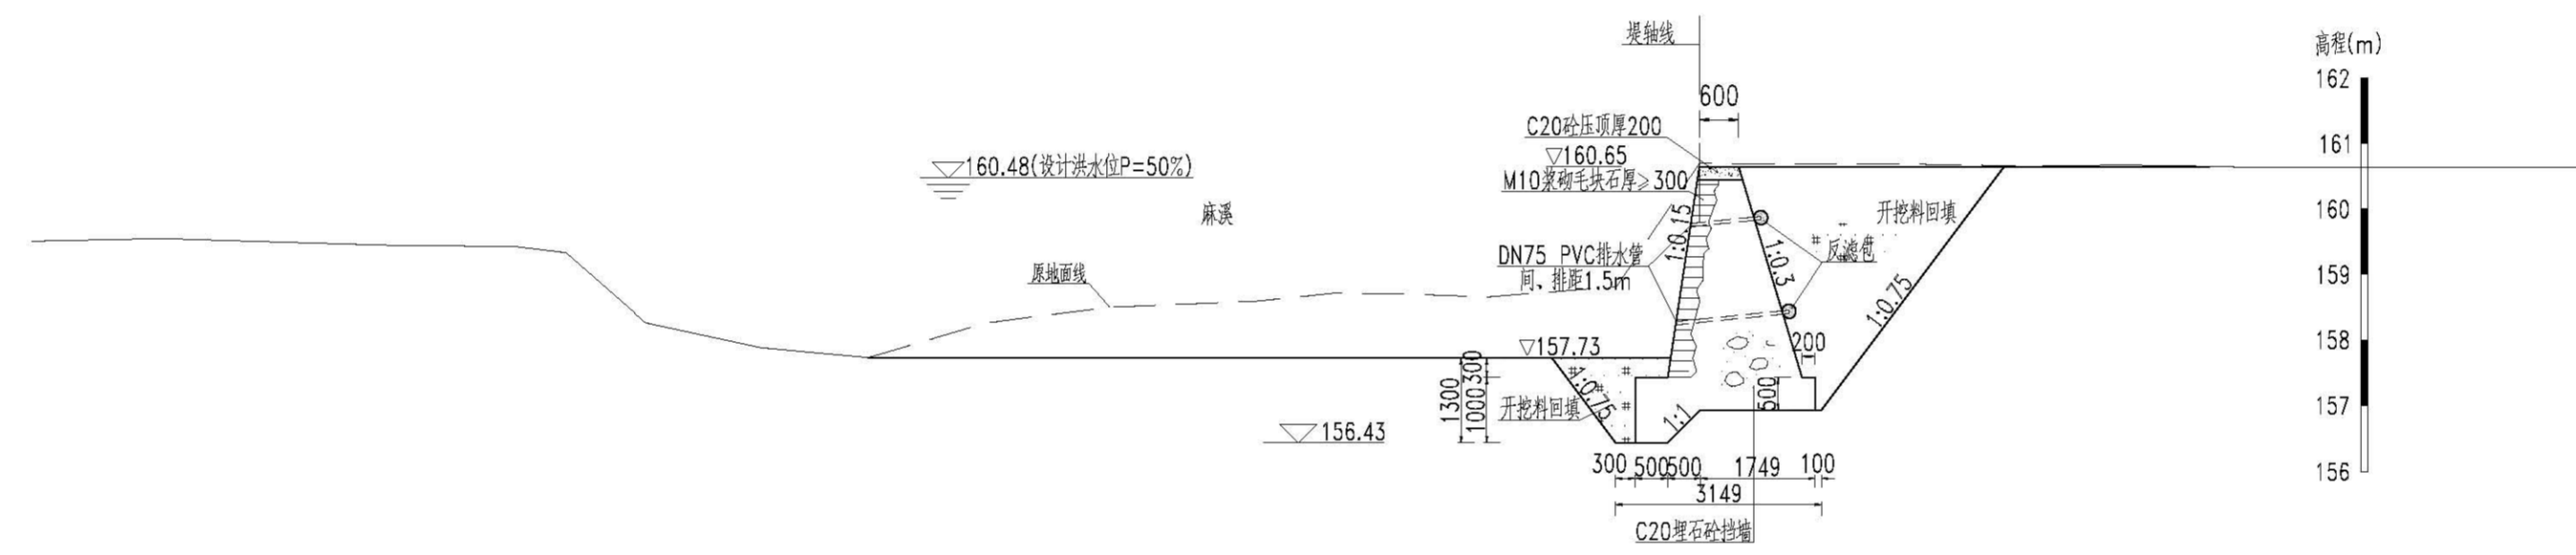 堤轴线
高程(m)
162
600
C20砼压顶厚200
161
▽160.65
160.48(设计洪水位P=50%)
M10浆砌毛块石厚≥300
麻溪
1:0.15
160
开挖料回填
DN75 PVC排水管
间、排距1.5m
1:0.3
反滤包
原地面线
159
1:0.75
▽157.73
158
200
300
1300
1000
500
1:0.75
开挖料回填
1:1
157
156.43
300
500
500
1749
100
156
3149
C20埋石砼挡墙